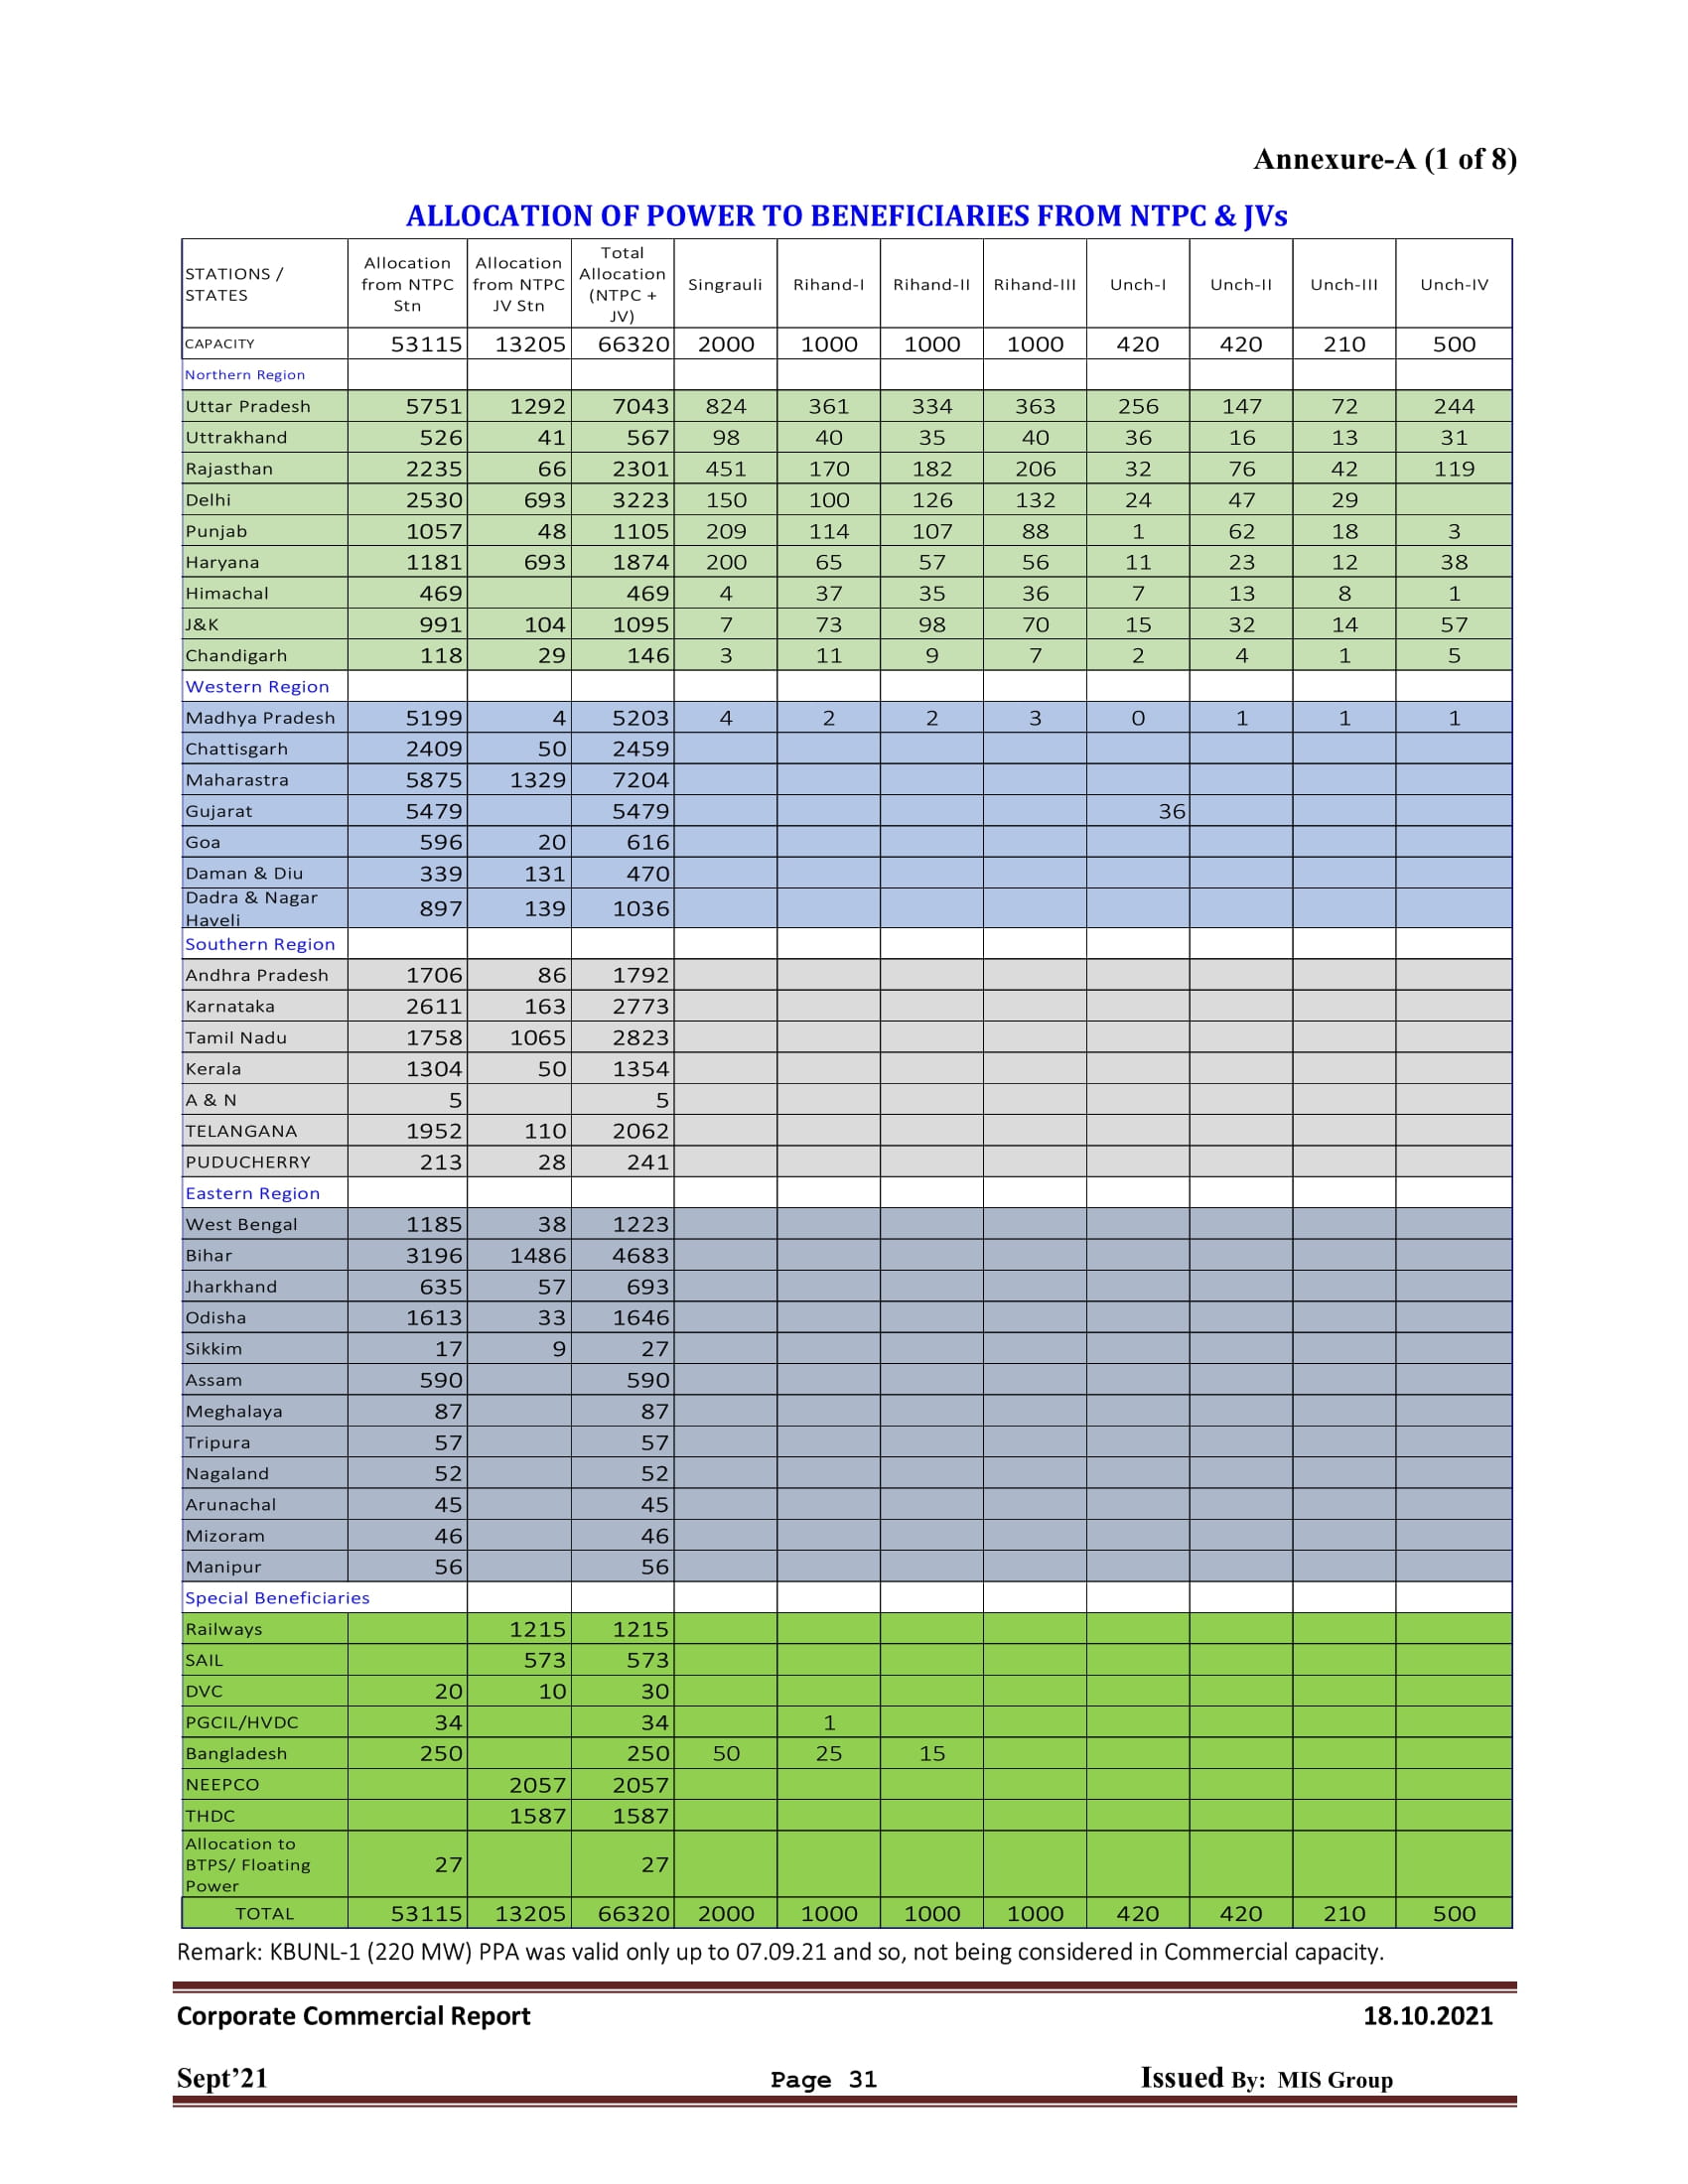 Annexure-A (1 of 8)
ALLOCATION OF POWER TO BENEFICIARIES FROM NTPC & JVs
STATIONS / STATES Allocation from NTPC Stn Allocation from NTPC JV Stn Total Allocation (NTPC + JV) Singrauli Rihand-I Rihand-II Rihand-III Unch-I Unch-II Unch-III Unch-IV
CAPACITY 53115 13205 66320 2000 1000 1000 1000 420 420 210 500
Northern Region
Uttar Pradesh 5751 1292 7043 824 361 334 363 256 147 72 244
Uttrakhand 526 41 567 98 40 35 40 36 16 13 31
Rajasthan 2235 66 2301 451 170 182 206 32 76 42 119
Delhi 2530 693 3223 150 100 126 132 24 47 29
Punjab 1057 48 1105 209 114 107 88 1 62 18 3
Haryana 1181 693 1874 200 65 57 56 11 23 12 38
Himachal 469 469 4 37 35 36 7 13 8 1
J&K 991 104 1095 7 73 98 70 15 32 14 57
Chandigarh 118 29 146 3 11 9 7 2 4 1 5
Western Region
Madhya Pradesh 5199 4 5203 4 2 2 3 0 1 1 1
Chattisgarh 2409 50 2459
Maharastra 5875 1329 7204
Gujarat 5479 5479 36
Goa 596 20 616
Daman & Diu 339 131 470
Dadra & Nagar Haveli 897 139 1036
Southern Region
Andhra Pradesh 1706 86 1792
Karnataka 2611 163 2773
Tamil Nadu 1758 1065 2823
Kerala 1304 50 1354
A & N 5 5
TELANGANA 1952 110 2062
PUDUCHERRY 213 28 241
Eastern Region
West Bengal 1185 38 1223
Bihar 3196 1486 4683
Jharkhand 635 57 693
Odisha 1613 33 1646
Sikkim 17 9 27
Assam 590 590
Meghalaya 87 87
Tripura 57 57
Nagaland 52 52
Arunachal 45 45
Mizoram 46 46
Manipur 56 56
Special Beneficiaries
Railways 1215 1215
SAIL 573 573
DVC 20 10 30
PGCIL/HVDC 34 34 1
Bangladesh 250 250 50 25 15
NEEPCO 2057 2057
THDC 1587 1587
Allocation to BTPS/ Floating Power 27 27
TOTAL 53115 13205 66320 2000 1000 1000 1000 420 420 210 500
Remark: KBUNL-1 (220 MW) PPA was valid only up to 07.09.21 and so, not being considered in Commercial capacity.
Corporate Commercial Report 18.10.2021
Sept’21 Page 31 Issued By: MIS Group